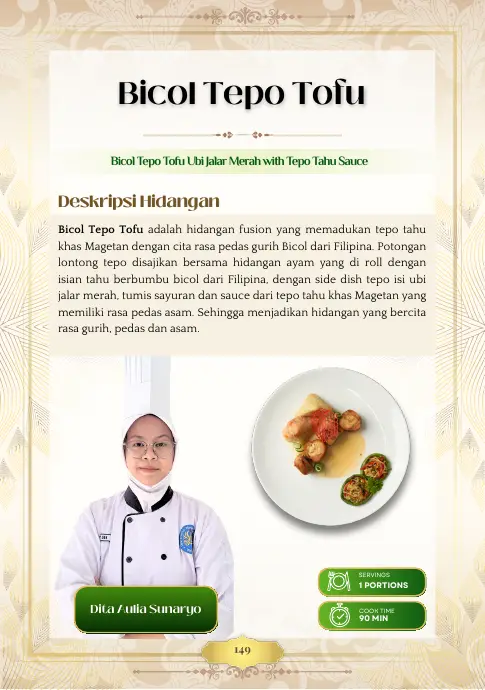 Bicol Tepo Tofu
Bicol Tepo Tofu Ubi Jalar Merah with Tepo Tahu Sauce
Deskripsi Hidangan
Bicol Tepo Tofu adalah hidangan fusion yang memadukan tepo tahu
khas Magetan dengan cita rasa pedas gurih Bicol dari Filipina. Potongan
lontong tepo disajikan bersama hidangan ayam yang di roll dengan
isian tahu berbumbu bicol dari Filipina, dengan side dish tepo isi ubi
jalar merah, tumis sayuran dan sauce dari tepo tahu khas Magetan yang
memiliki rasa pedas asam. Sehingga menjadikan hidangan yang bercita
rasa gurih, pedas dan asam.
Dita Aulia Sunaryo
SERVINGS
1 PORTIONS
COOK TIME
90 MIN
149